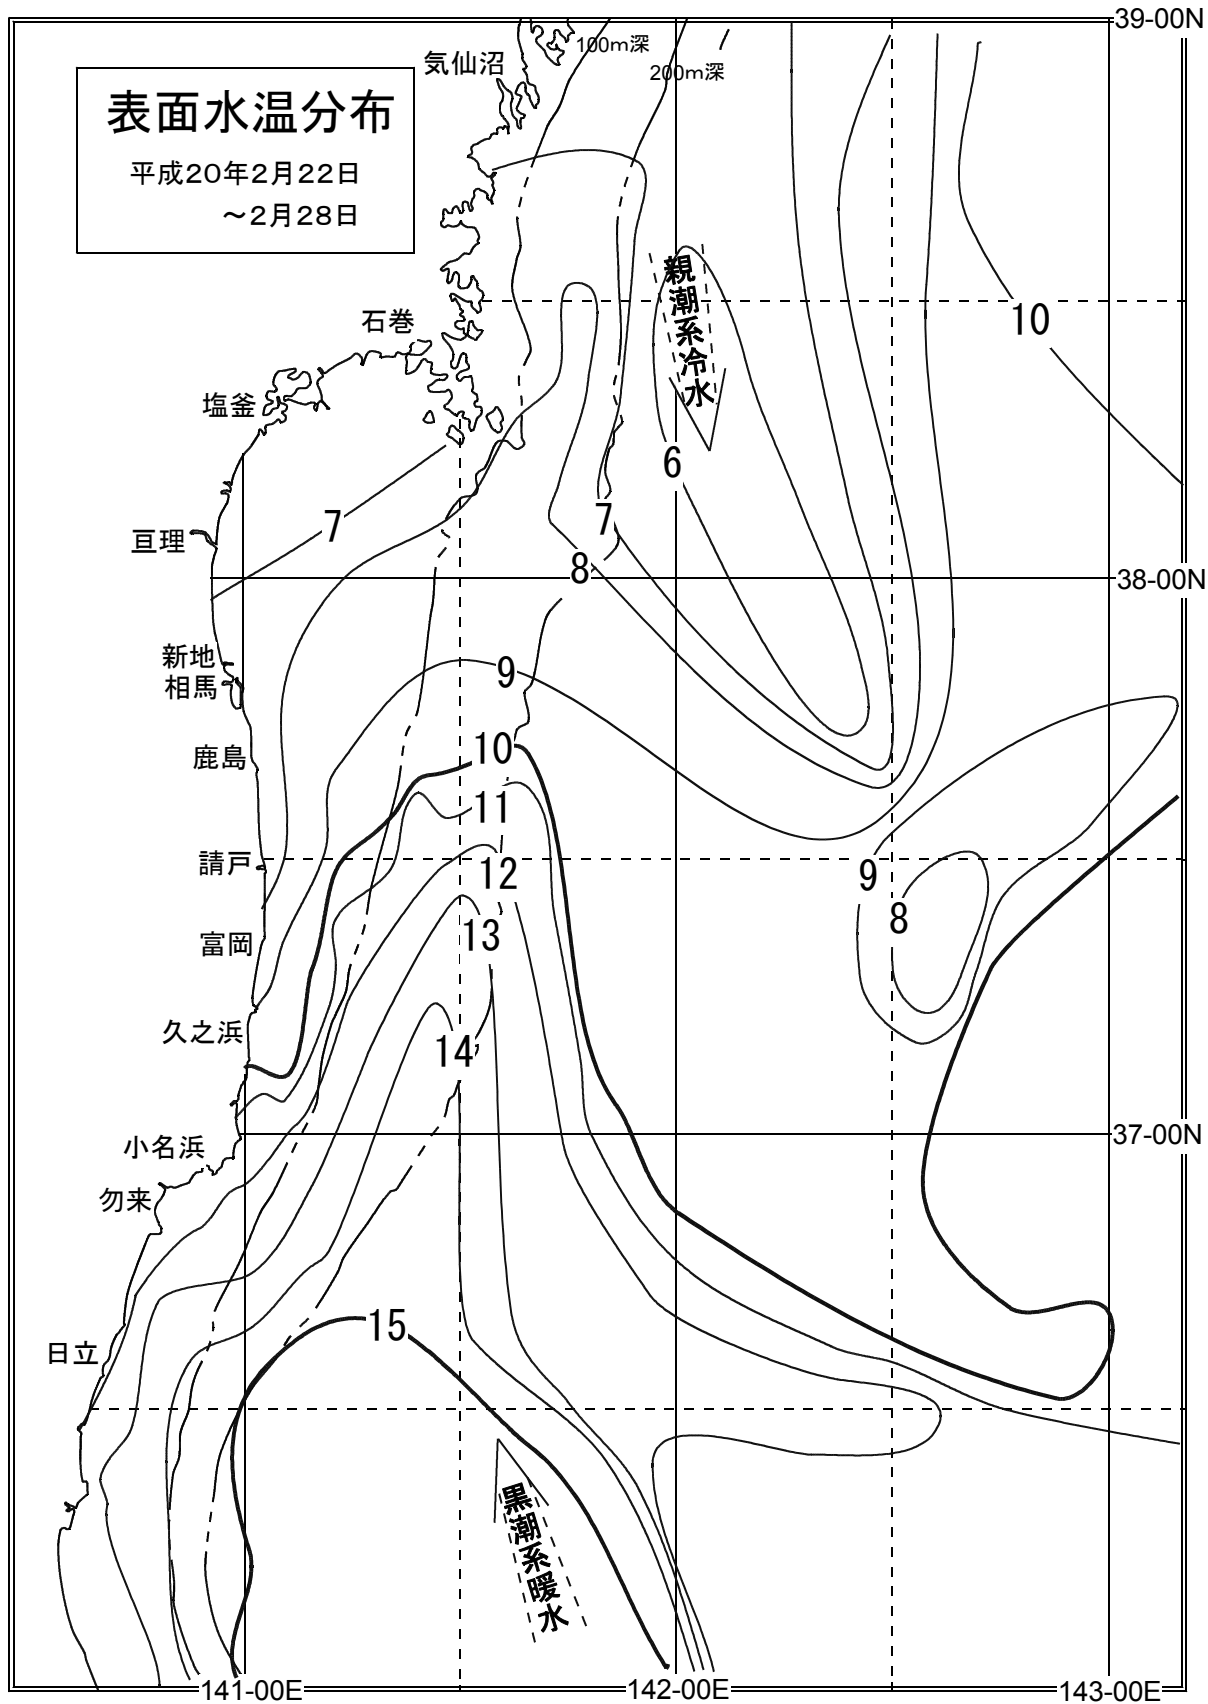 39-00N
100m深
気仙沼
200m深
表面水温分布
平成20年2月22日
～2月28日
親潮系冷水
石巻
10
塩釜
6
7
7
亘理
8
38-00N
新地
9
相馬
10
鹿島
11
請戸
12
9
8
富岡
13
久之浜
14
37-00N
小名浜
勿来
15
日立
黒潮系暖水
141-00E
142-00E
143-00E